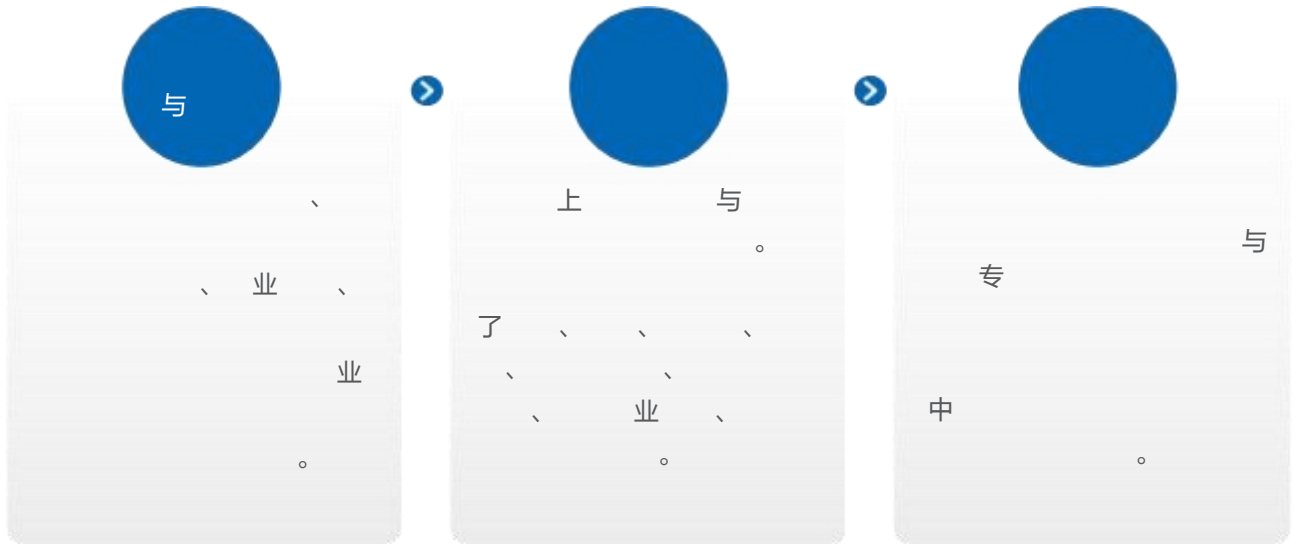 与
、
、 业 、
业
。
上 与
。
了 、 、 、
、 、
、 业 、
。
与
专
中
。